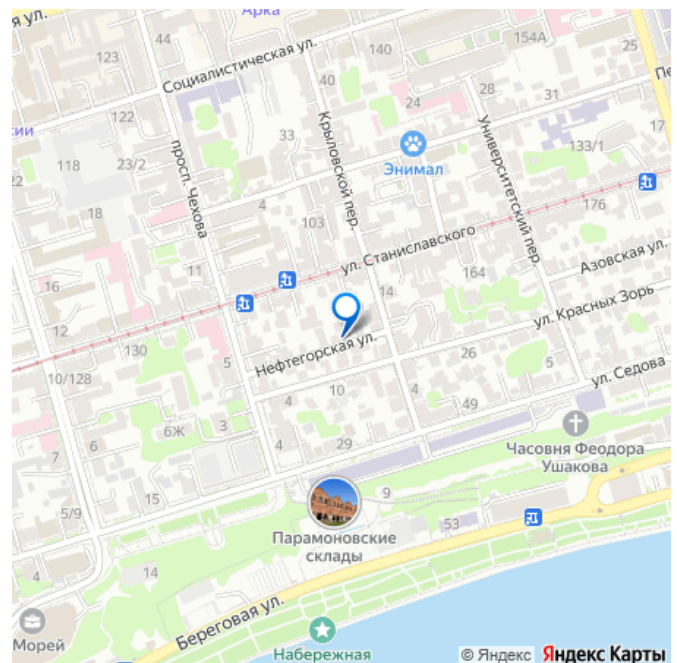 я ул.
Арка
44
Социалистическая ул.
140
154А
25
123
40
Пе
122
24
28
31
сии
просп. Чехова
33
Крыловской пер.
Университетский пер.
17
Энимал
133/1
118
23/2
22
4
176
18
103
ул. Станиславского
Азовская ул.
11
164
16
14
ул. Красных Зорь
12
130
5
Нефтегорская ул.
26
10/128
4
10
5
ул. Седова
7
6
6Ж
3
4
49
4
29
Часовня Феодора
Ушакова
15
9
5/9
53
Парамоновские
склады
4
14
Береговая ул.
Морей
Набережная
© Яндекс Яндекс Карты